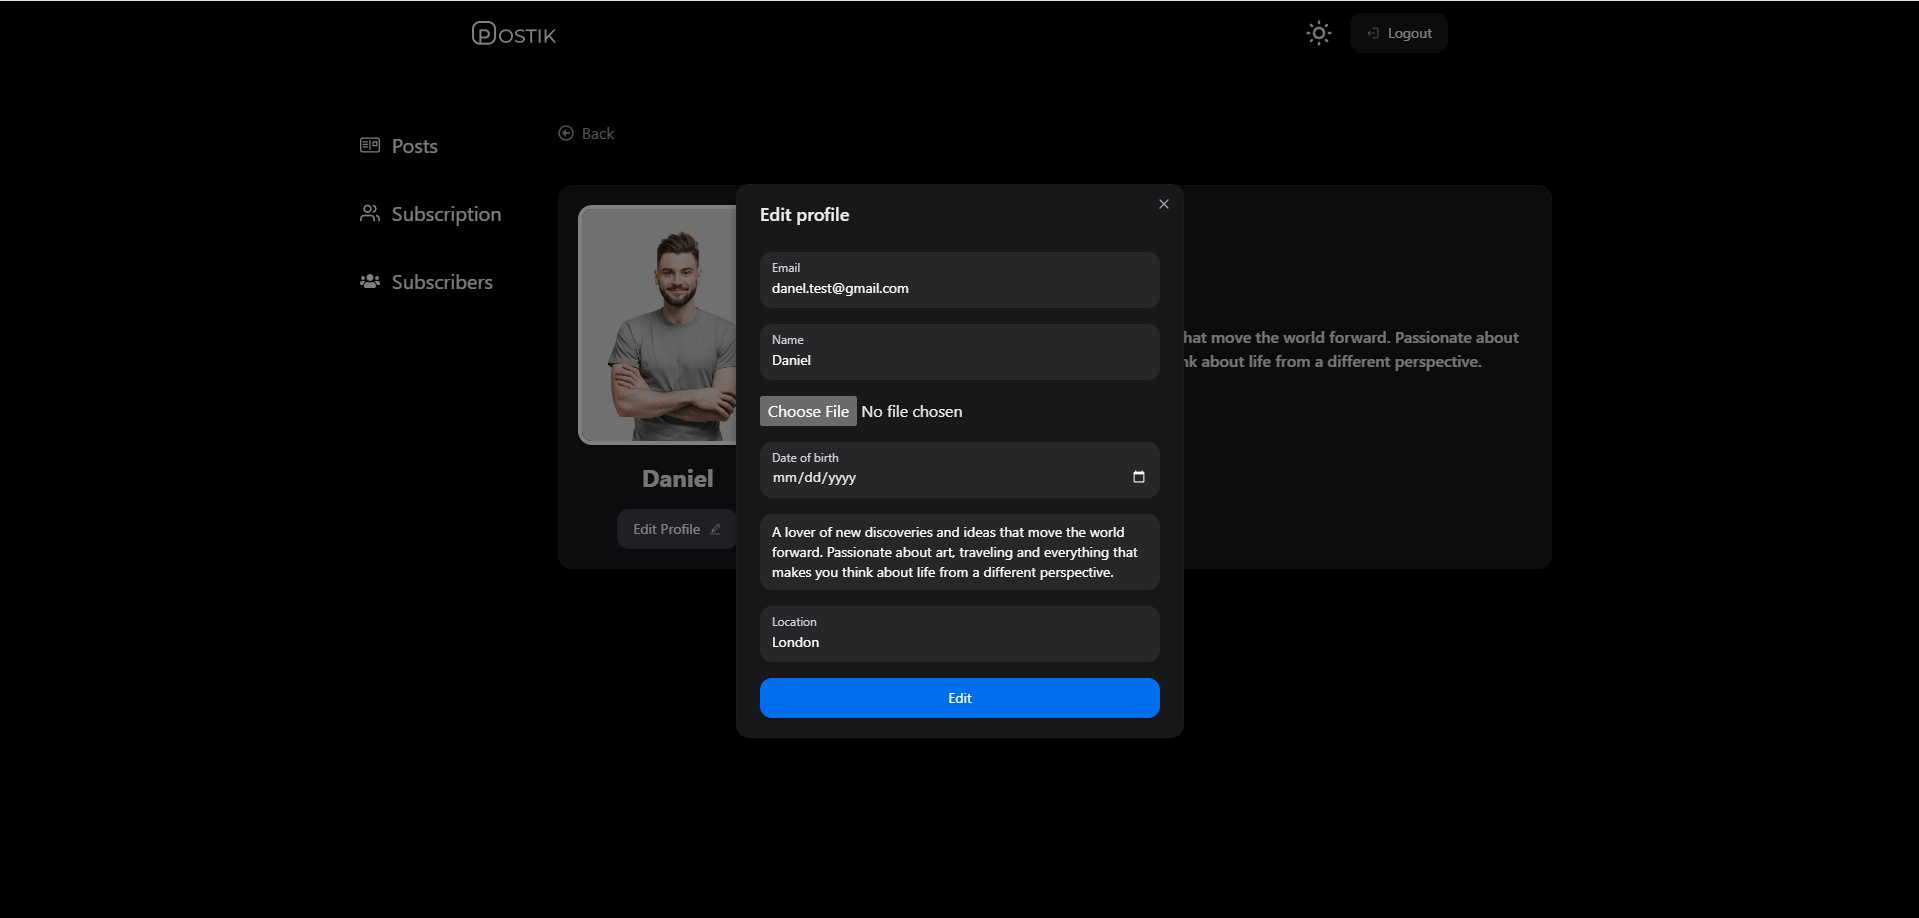 POSTIK
Logout
Posts
Subscription
Subscribers
Back
Daniel
Edit Profile
hat move the world forward. Passionate about
nk about life from a different perspective.
Edit profile
Email
danel.test@gmail.com
Name
Daniel
Choose File No file chosen
Date of birth
mm/dd/yyyy
A lover of new discoveries and ideas that move the world
forward. Passionate about art, traveling and everything that
makes you think about life from a different perspective.
Location
London
Edit